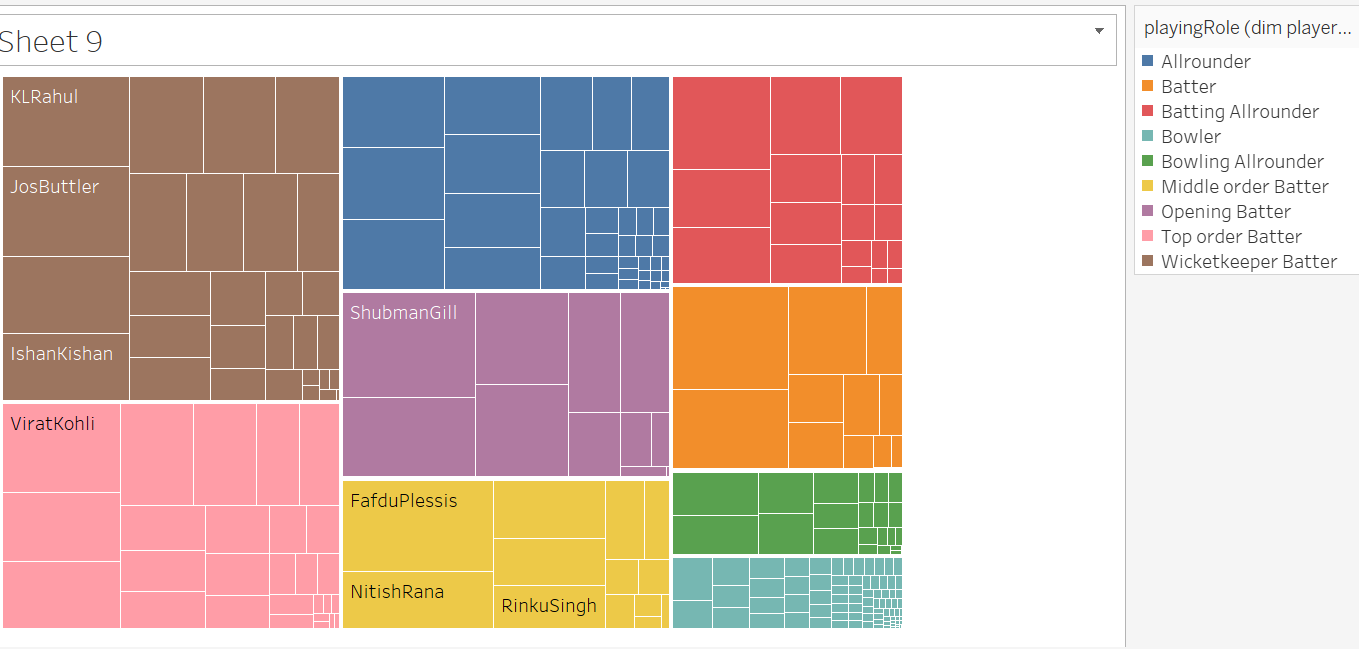 Sheet 9
KLRahul
JosButtler
IshanKishan
ViratKohli
ShubmanGill
FafduPlessis
NitishRana
RinkuSingh
playingRole (dim player...
Allrounder
Batter
Batting Allrounder
Bowler
Bowling Allrounder
Middle order Batter
Opening Batter
Top order Batter
Wicketkeeper Batter